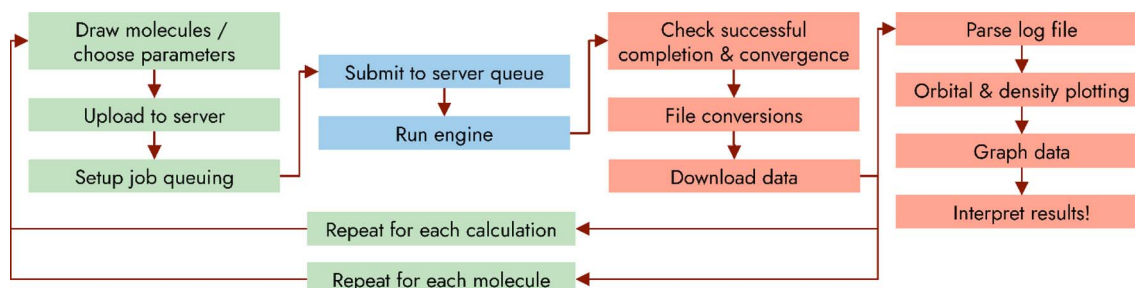 Draw molecules /
choose parameters
Upload to server
Setup job queuing
Submit to server queue
Run engine
Check successful
completion & convergence
File conversions
Download data
Parse log file
Orbital & density plotting
Graph data
Interpret results!
Repeat for each calculation
Repeat for each molecule